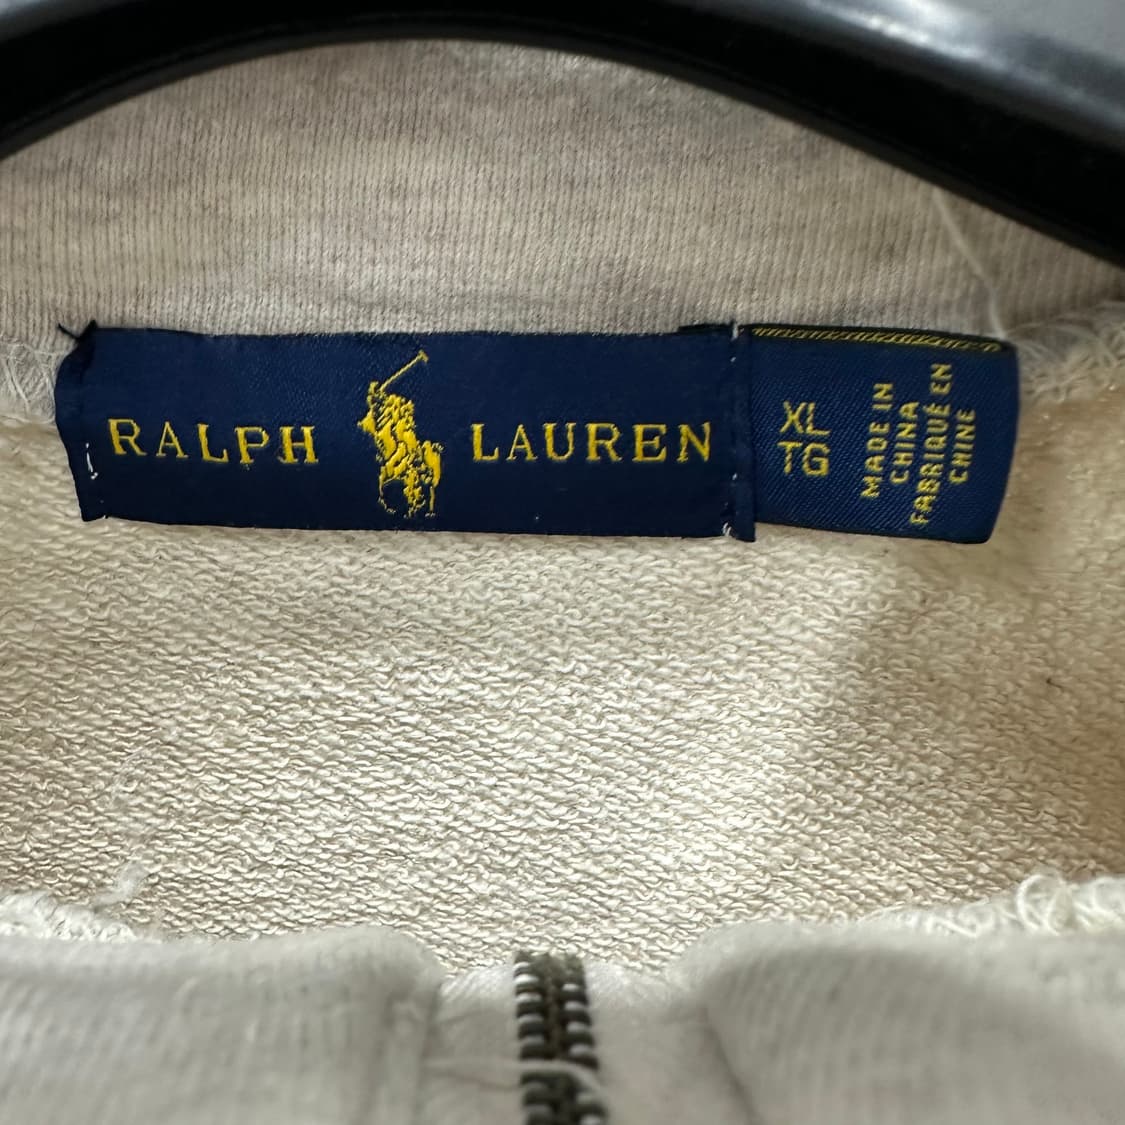 RALPH LAUREN
XL
TG
MADE IN
CHINA
FABRIQUÉ EN
CHINE